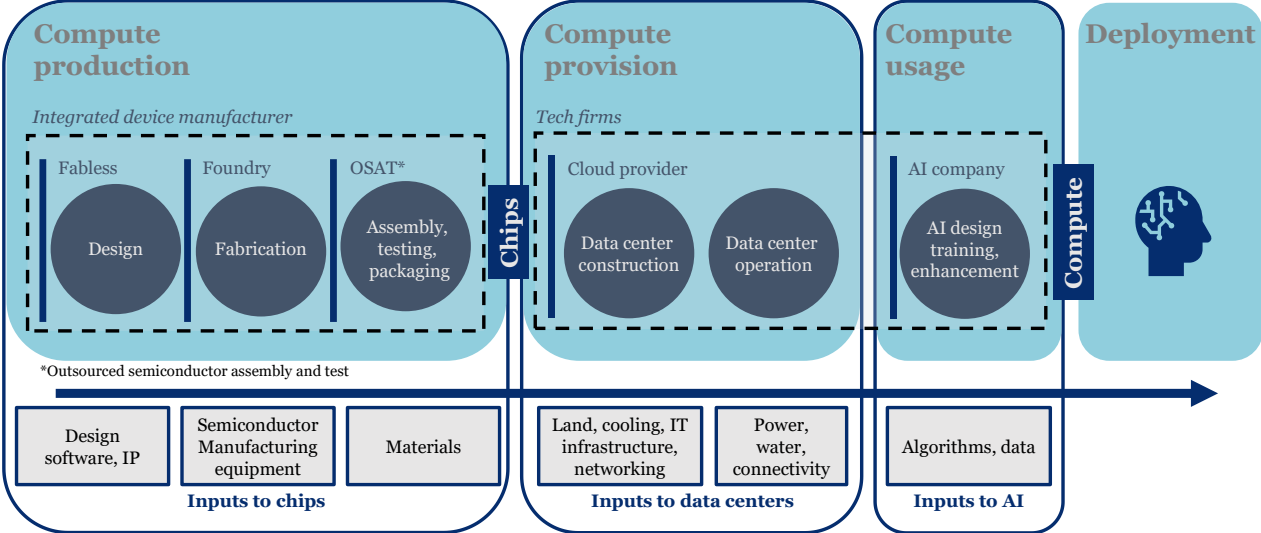 Compute
production
Compute
provision
Compute
usage
Deployment
Integrated device manufacturer
Tech firms
Fabless
Foundry
OSAT*
Cloud provider
AI company
Design
Fabrication
Assembly,
testing,
packaging
Chips
Data center
construction
Data center
operation
AI design
training,
enhancement
Compute
*Outsourced semiconductor assembly and test
Design
software, IP
Semiconductor
Manufacturing
equipment
Materials
Land, cooling, IT
infrastructure,
networking
Power,
water,
connectivity
Algorithms, data
Inputs to chips
Inputs to data centers
Inputs to AI